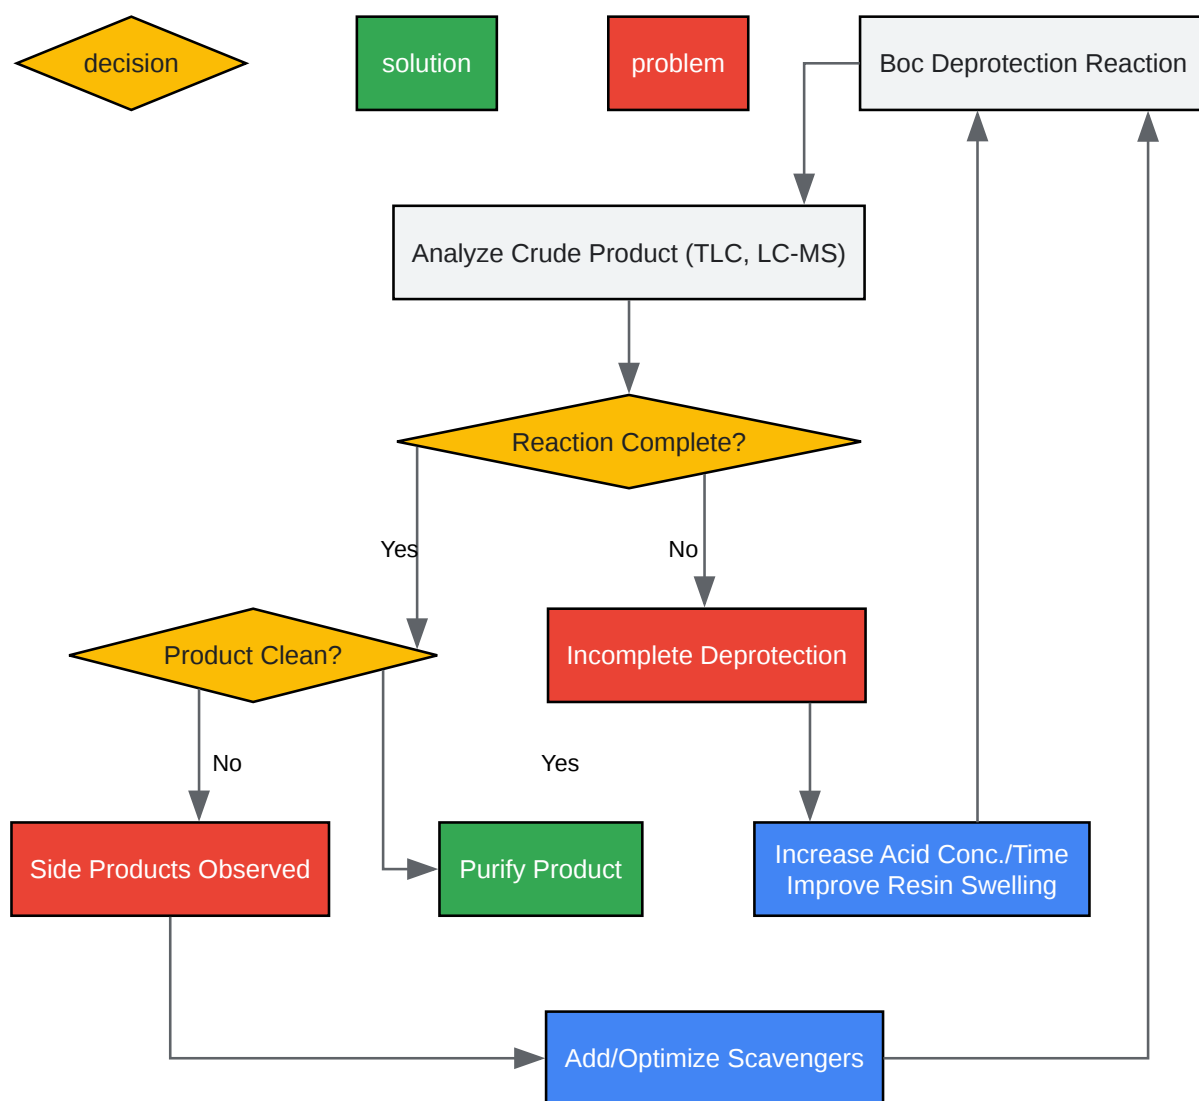 decision
solution
problem
Boc Deprotection Reaction
Analyze Crude Product (TLC, LC-MS)
Reaction Complete?
Yes
No
Product Clean?
Incomplete Deprotection
No
Yes
Side Products Observed
Purify Product
Increase Acid Conc./Time
Improve Resin Swelling
Add/Optimize Scavengers